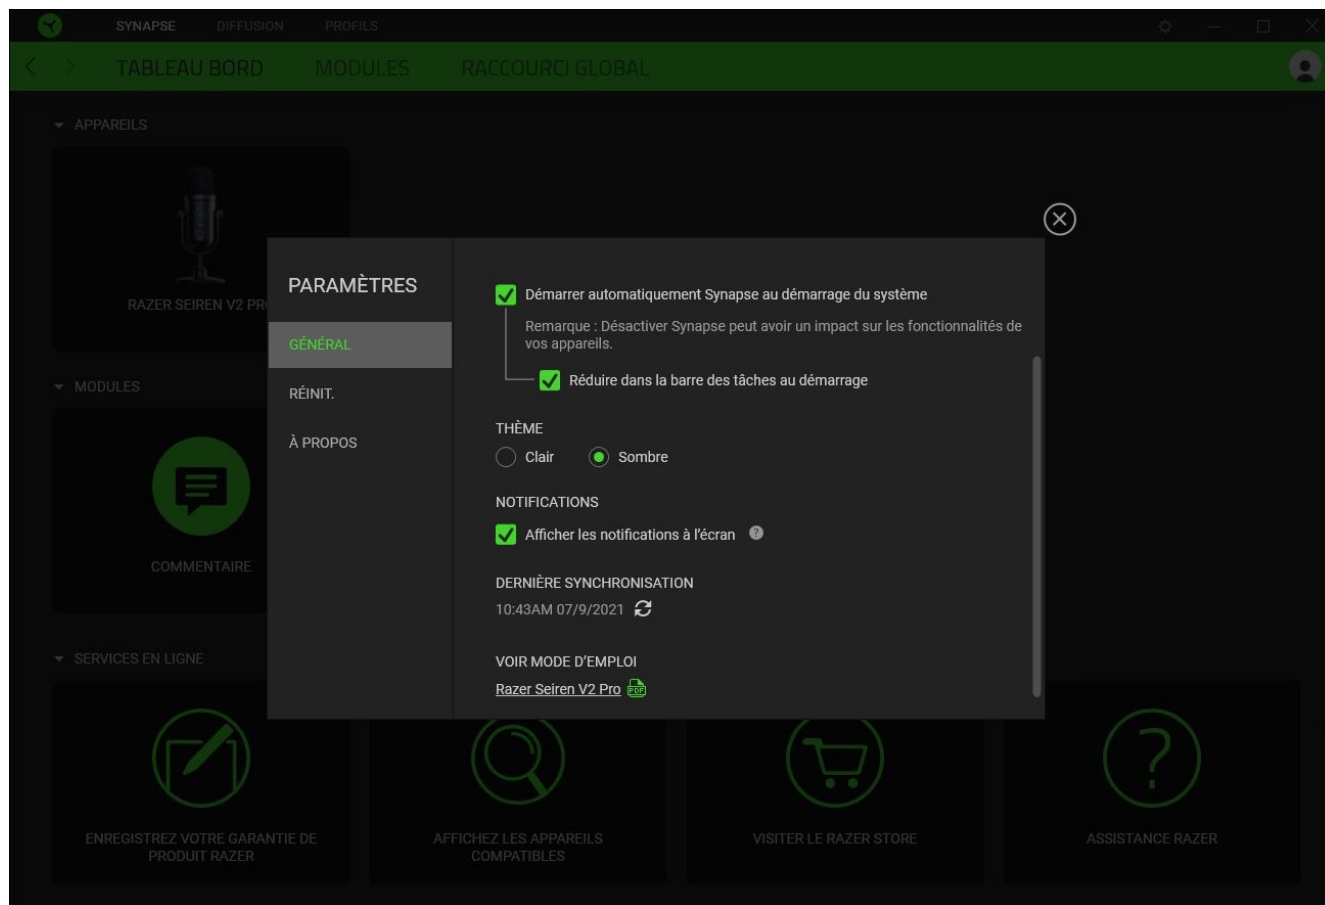 SYNAPSE
DIFFUSION
PROFILS
TABLEAU BORD
MODULES
RACCOURCI GLOBAL
APPAREILS
RAZER SEIREN V2 PR
MODULES
COMMENTAIRE
SERVICES EN LIGNE
PARAMÈTRES
GÉNÉRAL
RÉINIT.
À PROPOS
Démarrer automatiquement Synapse au démarrage du système
Remarque : Désactiver Synapse peut avoir un impact sur les fonctionnalités de
vos appareils.
Réduire dans la barre des tâches au démarrage
THÈME
Clair
Sombre
NOTIFICATIONS
Afficher les notifications à l'écran
?
DERNIÈRE SYNCHRONISATION
10:43AM 07/9/2021
VOIR MODE D'EMPLOI
Razer Seiren V2 Pro
PDF
ENREGISTREZ VOTRE GARANTIE DE
PRODUIT RAZER
AFFICHEZ LES APPAREILS
COMPATIBLES
VISITER LE RAZER STORE
?
ASSISTANCE RAZER